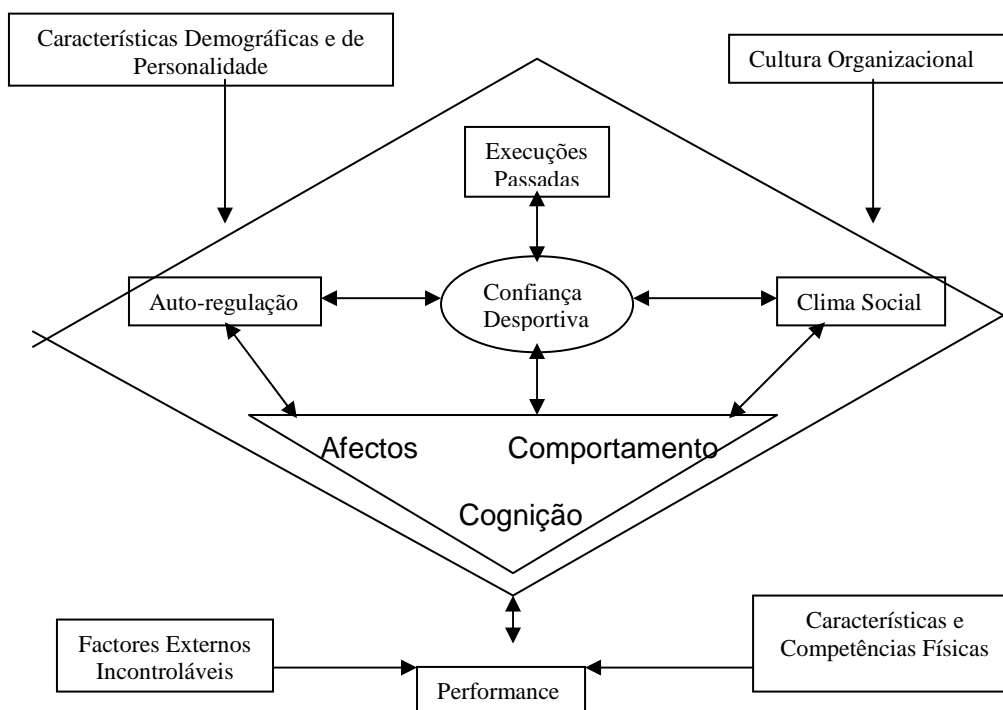 Características Demográficas e de
Personalidade
Cultura Organizacional
Execuções
Passadas
Auto-regulação
Confiança
Desportiva
Clima Social
Afectos
Comportamento
Cognição
Factores Externos
Incontroláveis
Características e
Competências Físicas
Performance